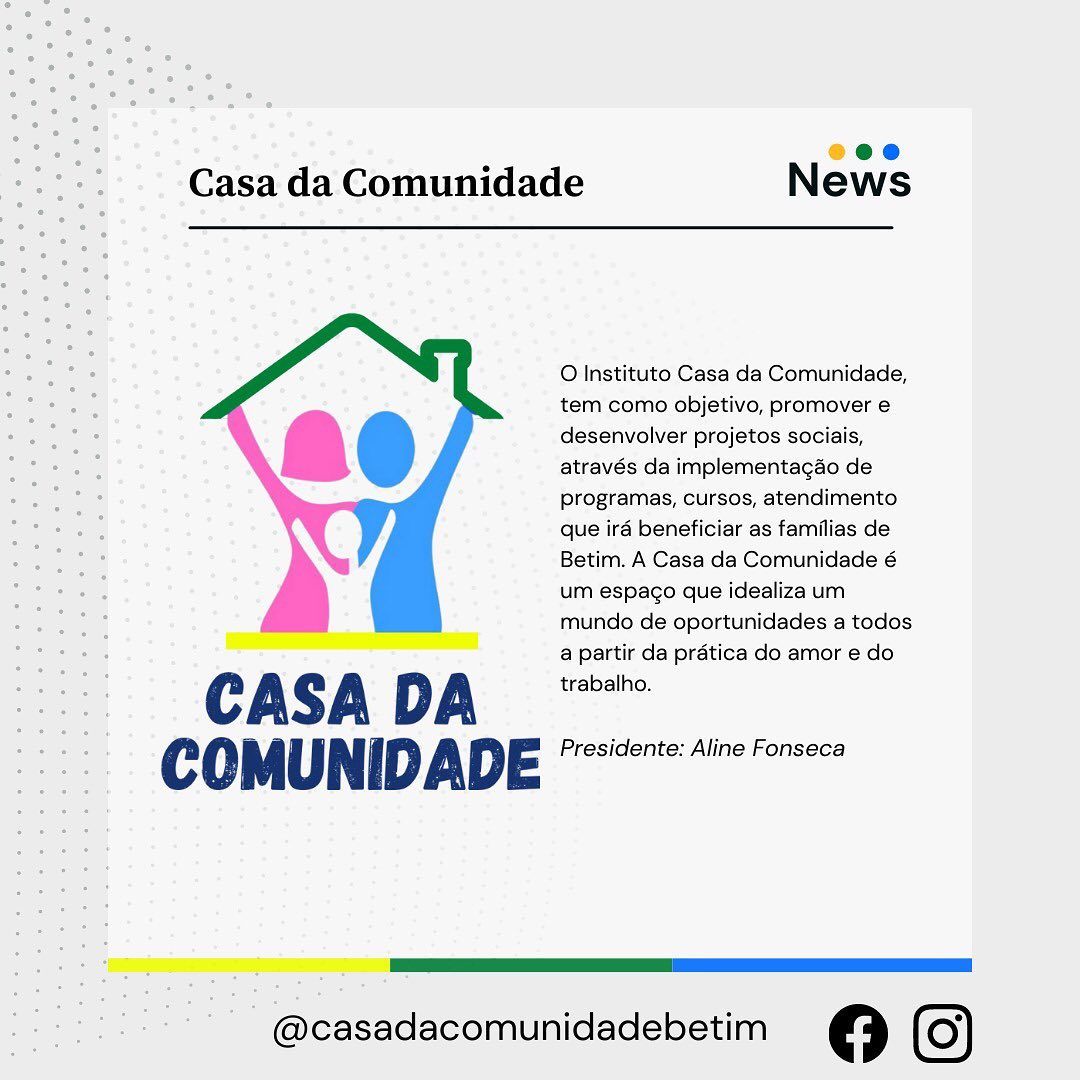 Casa da Comunidade
News
O Instituto Casa da Comunidade,
tem como objetivo, promover e
desenvolver projetos sociais,
através da implementação de
programas, cursos, atendimento
que irá beneficiar as famílias de
Betim. A Casa da Comunidade é
um espaço que idealiza um
mundo de oportunidades a todos
a partir da prática do amor e do
trabalho.
Presidente: Aline Fonseca
CASA DA
COMUNIDADE
@casadacomunidadebetim